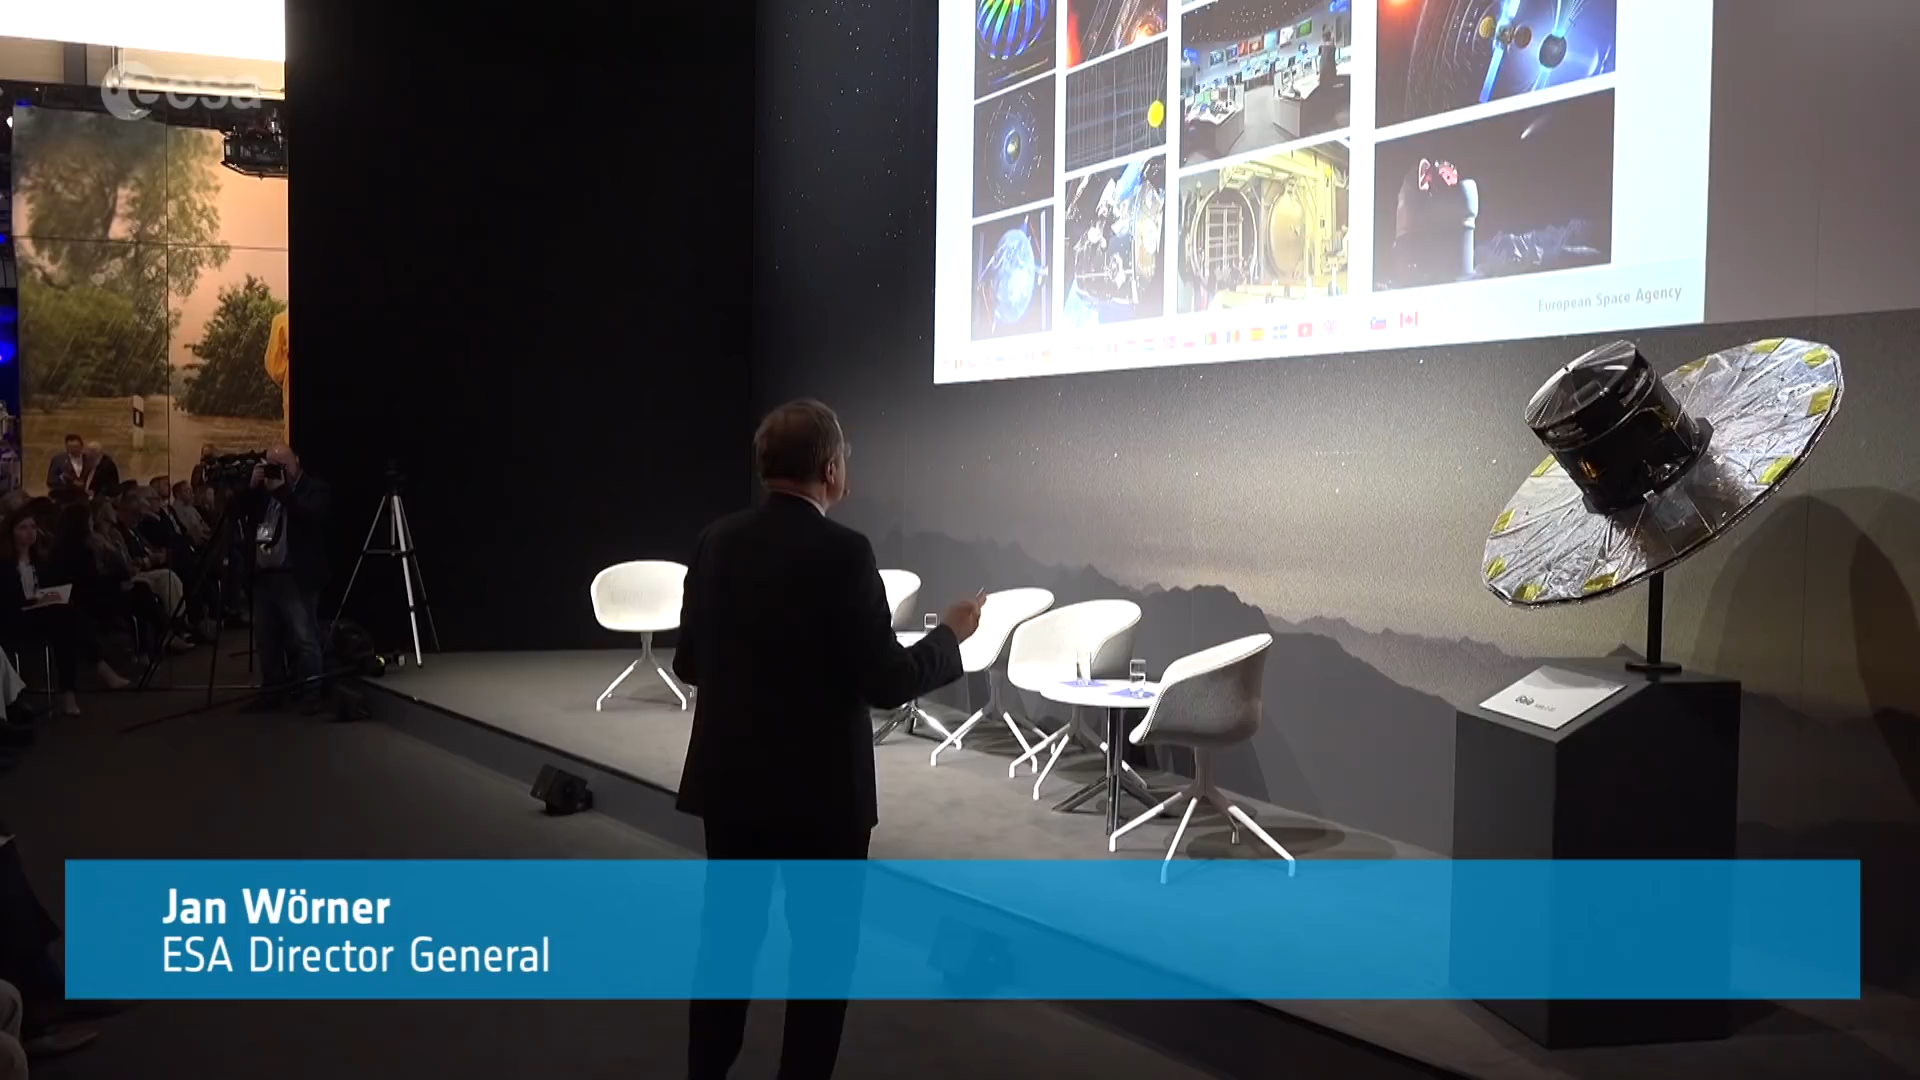 esa
European Space Agency
Jan Wörner
ESA Director General